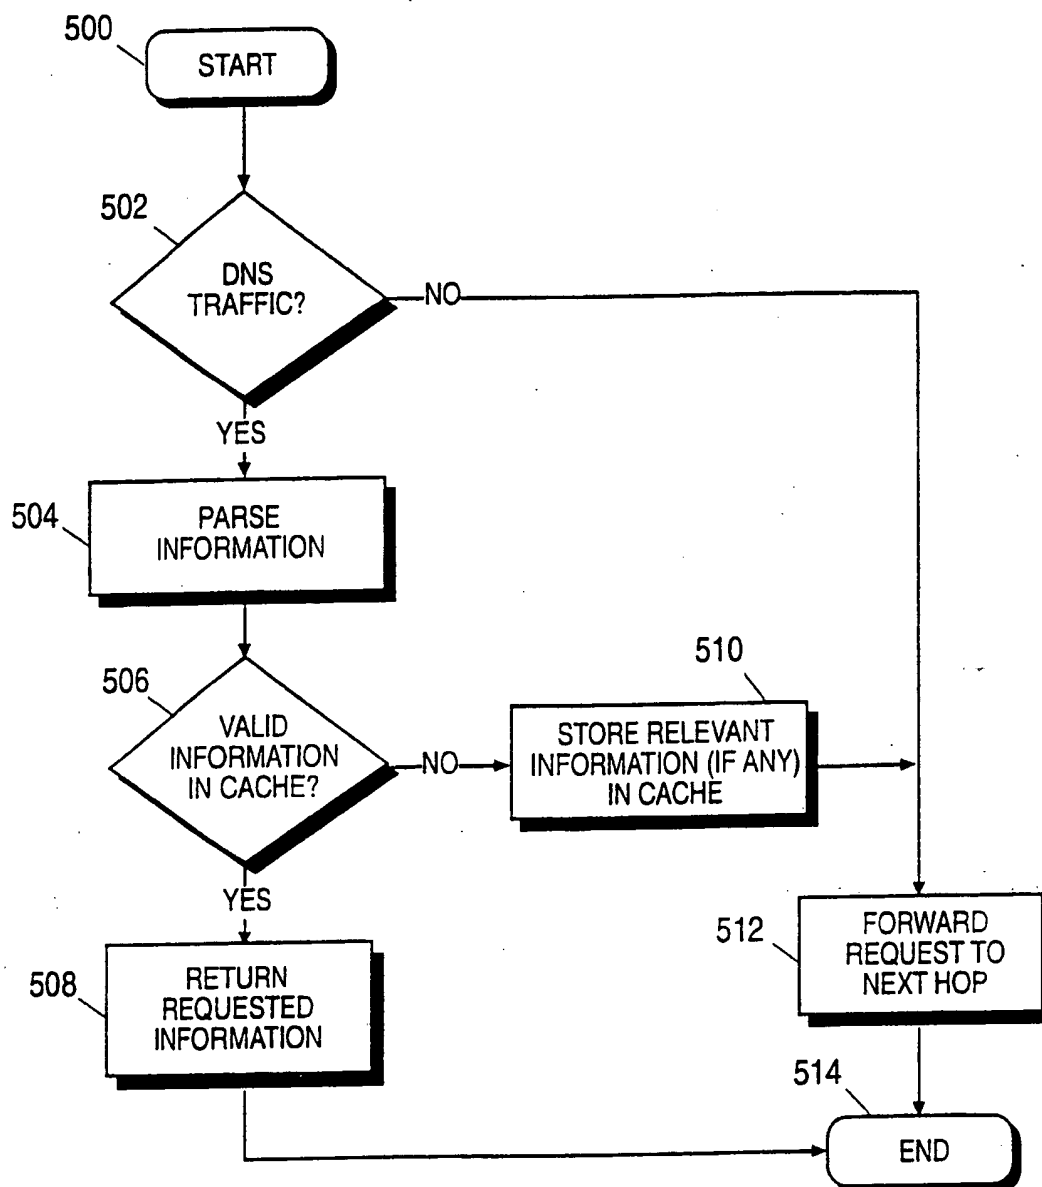 500
START
502
DNS
TRAFFIC?
NO
YES
504
PARSE
INFORMATION
506
VALID
INFORMATION
IN CACHE?
NO
510
STORE RELEVANT
INFORMATION (IF ANY)
IN CACHE
YES
508
RETURN
REQUESTED
INFORMATION
512
FORWARD
REQUEST TO
NEXT HOP
514
END